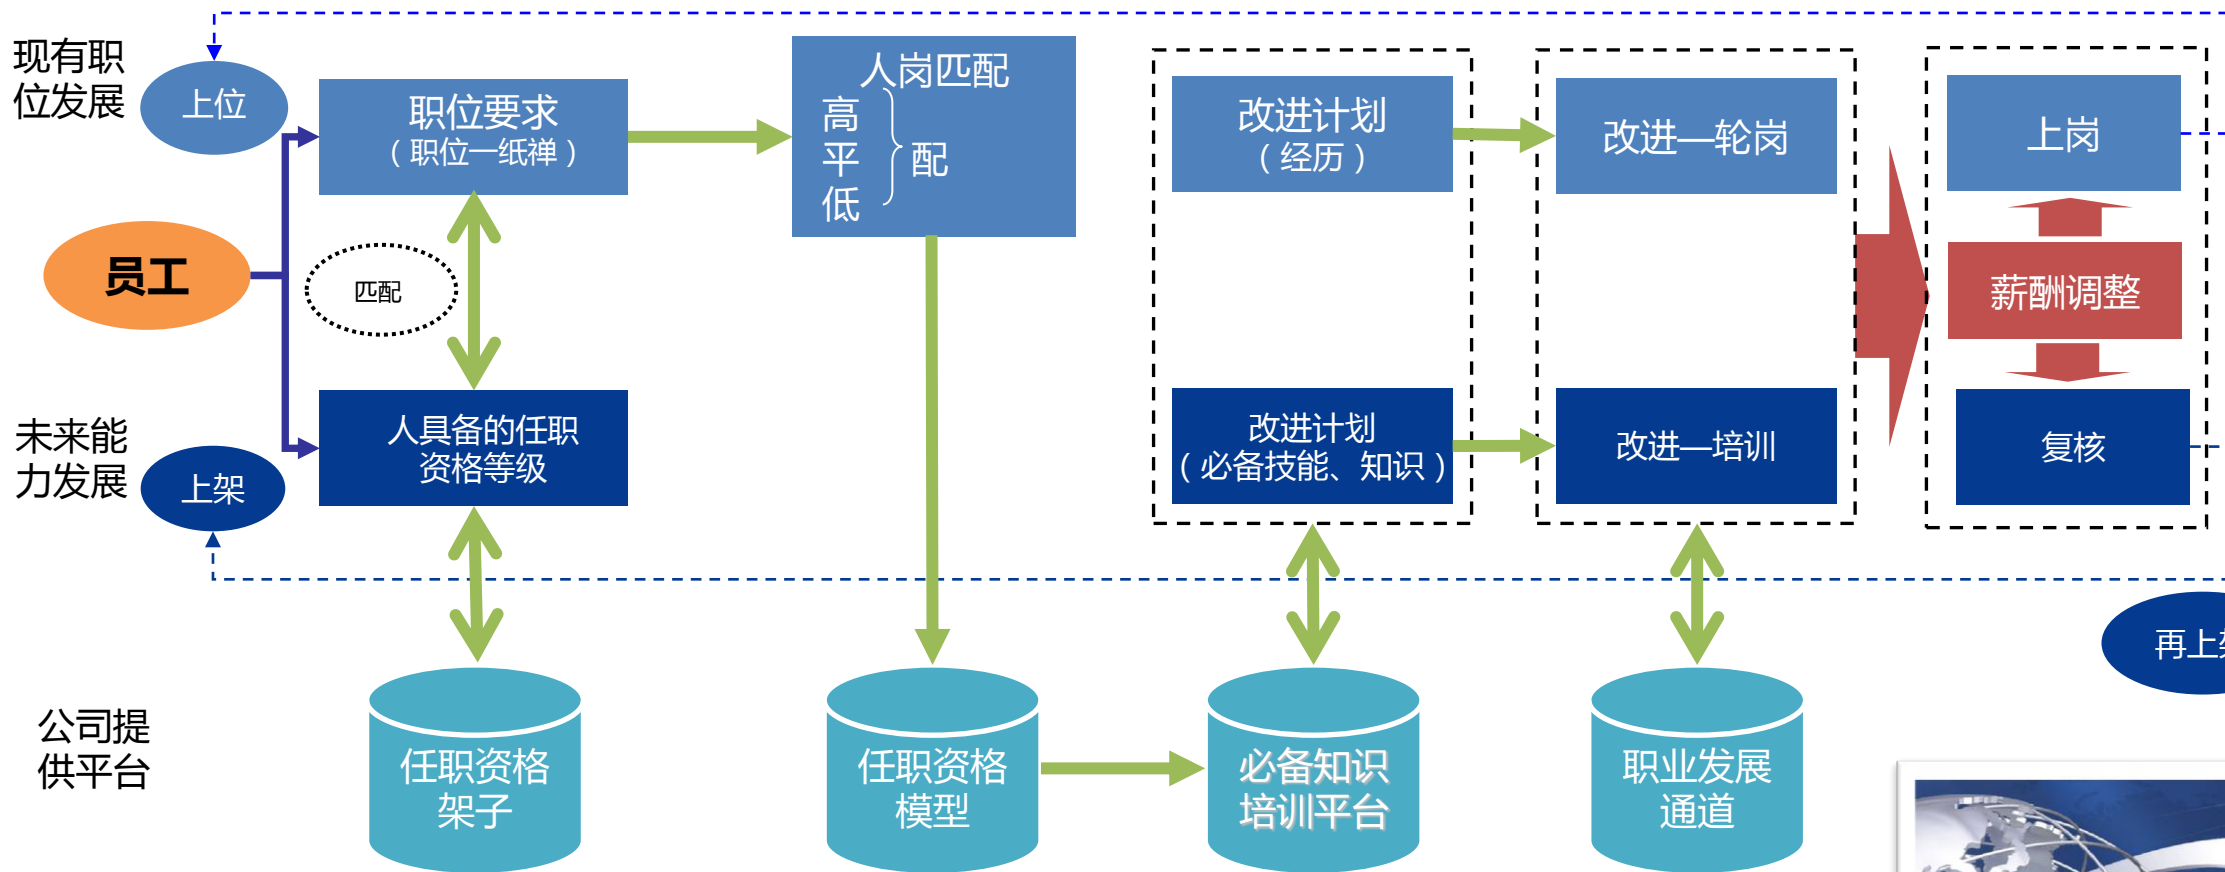 现有职
位发展
上位
职位要求
（职位一纸禅）
人岗匹配
高
平
低
配
改进计划
（经历）
改进—轮岗
上岗
员工
匹配
薪酬调整
未来能
力发展
上架
人具备的任职
资格等级
改进计划
（必备技能、知识）
改进—培训
复核
再上
公司提
供平台
任职资格
架子
任职资格
模型
必备知识
培训平台
职业发展
通道